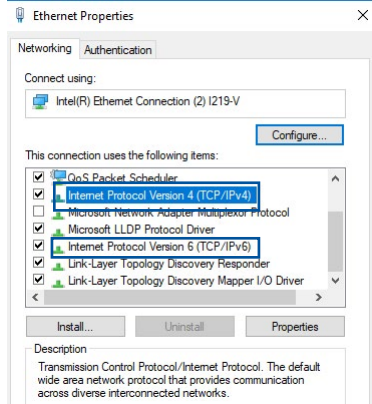 Ethernet Properties
Networking
Authentication
Connect using:
Intel(R) Ethernet Connection (2) I219-V
Configure...
This connection uses the following items:
QoS Packet Scheduler
Internet Protocol Version 4 (TCP/IPv4)
Microsoft Network Adapter Multiplexor Protocol
Microsoft LLDP Protocol Driver
Internet Protocol Version 6 (TCP/IPv6)
Link-Layer Topology Discovery Responder
Link-Layer Topology Discovery Mapper I/O Driver
Install...
Uninstall
Properties
Description
Transmission Control Protocol/Internet Protocol. The default
wide area network protocol that provides communication
across diverse interconnected networks.